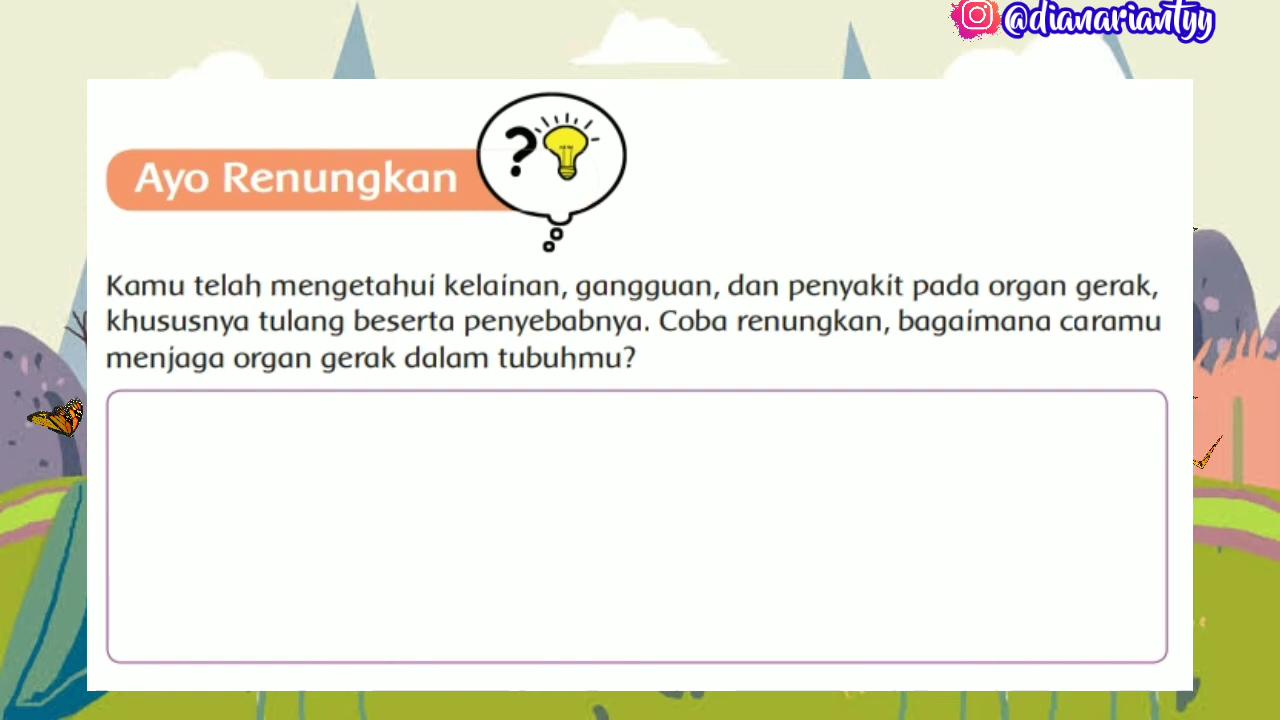 @dianariantyy
Ayo Renungkan
?
Kamu telah mengetahui kelainan, gangguan, dan penyakit pada organ gerak,
khususnya tulang beserta penyebabnya. Coba renungkan, bagaimana caramu
menjaga organ gerak dalam tubuhmu?